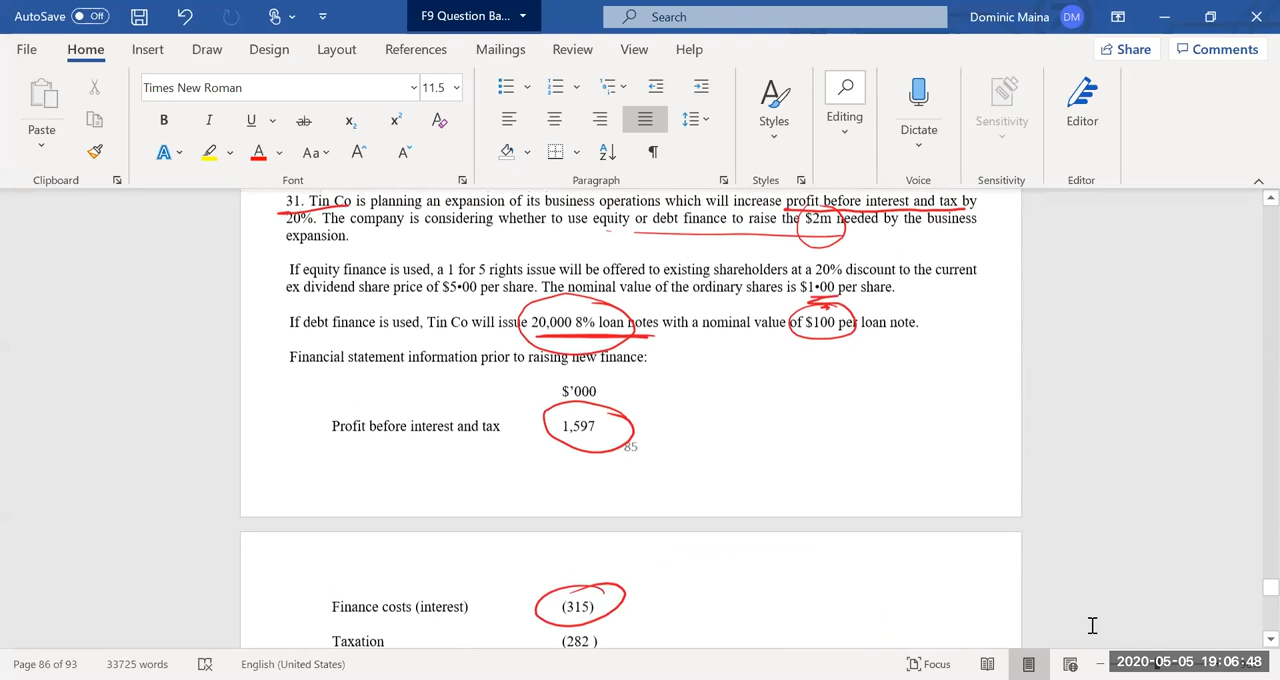 AutoSave Off F9 Question Ba... Search Dominic Maina DM
File Home Insert Draw Design Layout References Mailings Review View Help Share Comments
Times New Roman 11.5
Paste Styles Editing Dictate Sensitivity Editor
Clipboard Font Paragraph Styles Voice Sensitivity Editor
31. Tin Co is planning an expansion of its business operations which will increase profit before interest and tax by
20%. The company is considering whether to use equity or debt finance to raise the $2m needed by the business
expansion.
If equity finance is used, a 1 for 5 rights issue will be offered to existing shareholders at a 20% discount to the current
ex dividend share price of $5•00 per share. The nominal value of the ordinary shares is $1•00 per share.
If debt finance is used, Tin Co will issue 20,000 8% loan notes with a nominal value of $100 per loan note.
Financial statement information prior to raising new finance:
$’000
Profit before interest and tax 1,597
85
Finance costs (interest) (315)
Taxation (282 )
Page 86 of 93 33725 words English (United States) Focus 2020-05-05 19:06:48